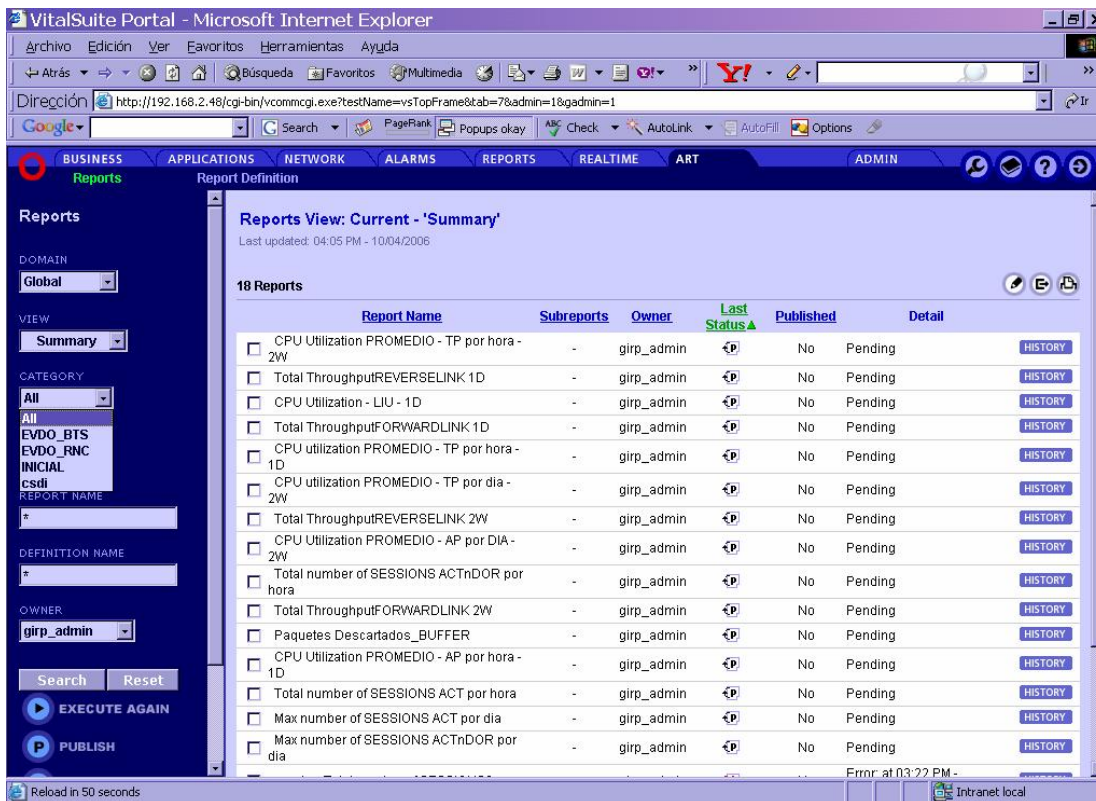 VitalSuite Portal - Microsoft Internet Explorer
Archivo Edición Ver Favoritos Herramientas Ayuda
Atrás Búsqueda Favoritos Multimedia
Dirección http://192.168.2.48/cgi-bin/vcommcgi.exe?testName=vsTopFrame&tab=7&admin=1&gadmin=1 Ir
Google Search PageRank Popups okay ABC Check AutoLink AutoFill Options
BUSINESS APPLICATIONS NETWORK ALARMS REPORTS REALTIME ART ADMIN
Reports Report Definition
Reports
DOMAIN
Global
VIEW
Summary
CATEGORY
All
All
EVDO_BTS
EVDO_RNC
INICIAL
csdi
REPORT NAME
*
DEFINITION NAME
*
OWNER
girp_admin
Search Reset
EXECUTE AGAIN
P PUBLISH
Reports View: Current - 'Summary'
Last updated: 04:05 PM - 10/04/2006
18 Reports
Report Name Subreports Owner Last Status Published Detail
CPU Utilization PROMEDIO - TP por hora - 2W - girp_admin P No Pending HISTORY
Total ThroughputREVERSELINK 1D - girp_admin P No Pending HISTORY
CPU Utilization - LIU - 1D - girp_admin P No Pending HISTORY
Total ThroughputFORWARDLINK 1D - girp_admin P No Pending HISTORY
CPU utilization PROMEDIO - TP por hora - 1D - girp_admin P No Pending HISTORY
CPU utilization PROMEDIO - TP por dia - 2W - girp_admin P No Pending HISTORY
Total ThroughputREVERSELINK 2W - girp_admin P No Pending HISTORY
CPU Utilization PROMEDIO - AP por DIA - 2W - girp_admin P No Pending HISTORY
Total number of SESSIONS ACTnDOR por hora - girp_admin P No Pending HISTORY
Total ThroughputFORWARDLINK 2W - girp_admin P No Pending HISTORY
Paquetes Descartados_BUFFER - girp_admin P No Pending HISTORY
CPU Utilization PROMEDIO - AP por hora - 1D - girp_admin P No Pending HISTORY
Total number of SESSIONS ACT por hora - girp_admin P No Pending HISTORY
Max number of SESSIONS ACT por dia - girp_admin P No Pending HISTORY
Max number of SESSIONS ACTnDOR por dia - girp_admin P No Pending HISTORY
Error: at 03:22 PM -
Reload in 50 seconds Intranet local